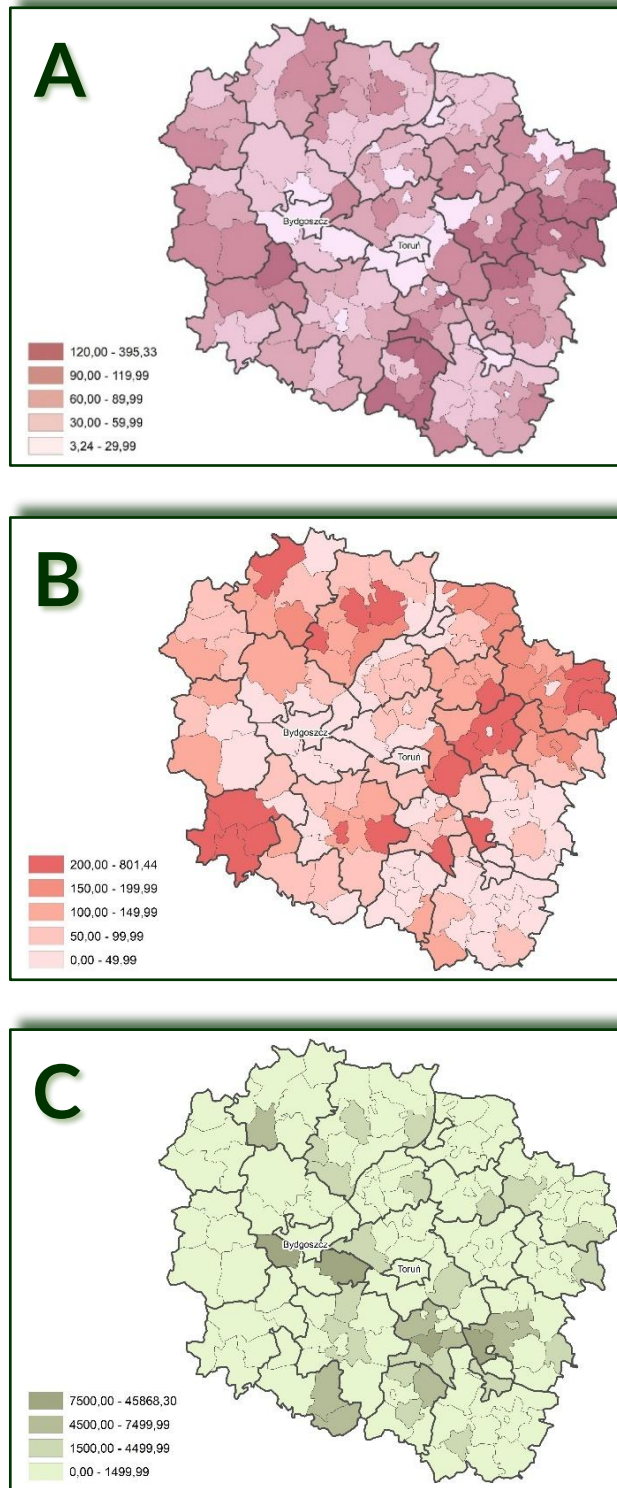 A
Bydgoszcz
Toruń
120,00 - 395,33
90,00 - 119,99
60,00 - 89,99
30,00 - 59,99
3,24 - 29,99
B
Bydgoszcz
Toruń
200,00 - 801,44
150,00 - 199,99
100,00 - 149,99
50,00 - 99,99
0,00 - 49,99
C
Bydgoszcz
Toruń
7500,00 - 45868,30
4500,00 - 7499,99
1500,00 - 4499,99
0,00 - 1499,99